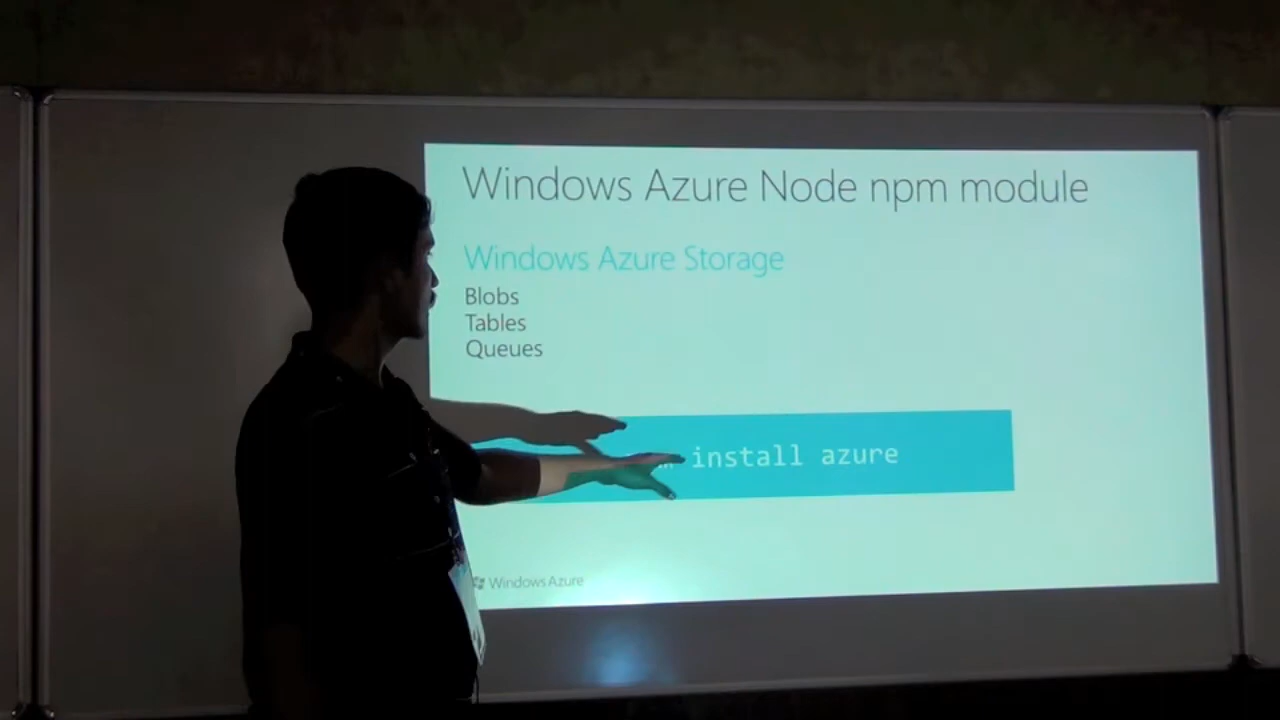 Windows Azure Node npm module
Windows Azure Storage
Blobs
Tables
Queues
install azure
Windows Azure